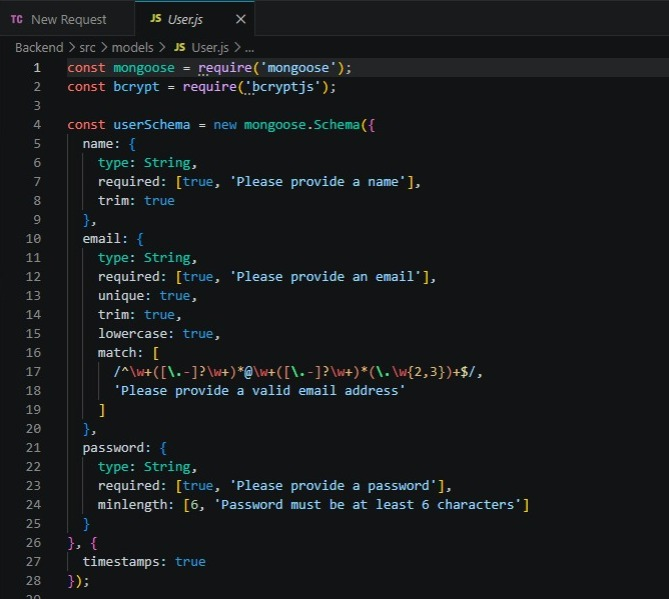 TC New Request
JS User.js ×
Backend > src > models > JS User.js > ...
1 const mongoose = require('mongoose');
2 const bcrypt = require('bcryptjs');
3
4 const userSchema = new mongoose.Schema({
5   name: {
6     type: String,
7     required: [true, 'Please provide a name'],
8     trim: true
9   },
10   email: {
11     type: String,
12     required: [true, 'Please provide an email'],
13     unique: true,
14     trim: true,
15     lowercase: true,
16     match: [
17       /^\w+([\.-]?\w+)*@\w+([\.-]?\w+)*(\.\w{2,3})+$/,
18       'Please provide a valid email address'
19     ]
20   },
21   password: {
22     type: String,
23     required: [true, 'Please provide a password'],
24     minlength: [6, 'Password must be at least 6 characters']
25   }
26 }, {
27   timestamps: true
28 });
29